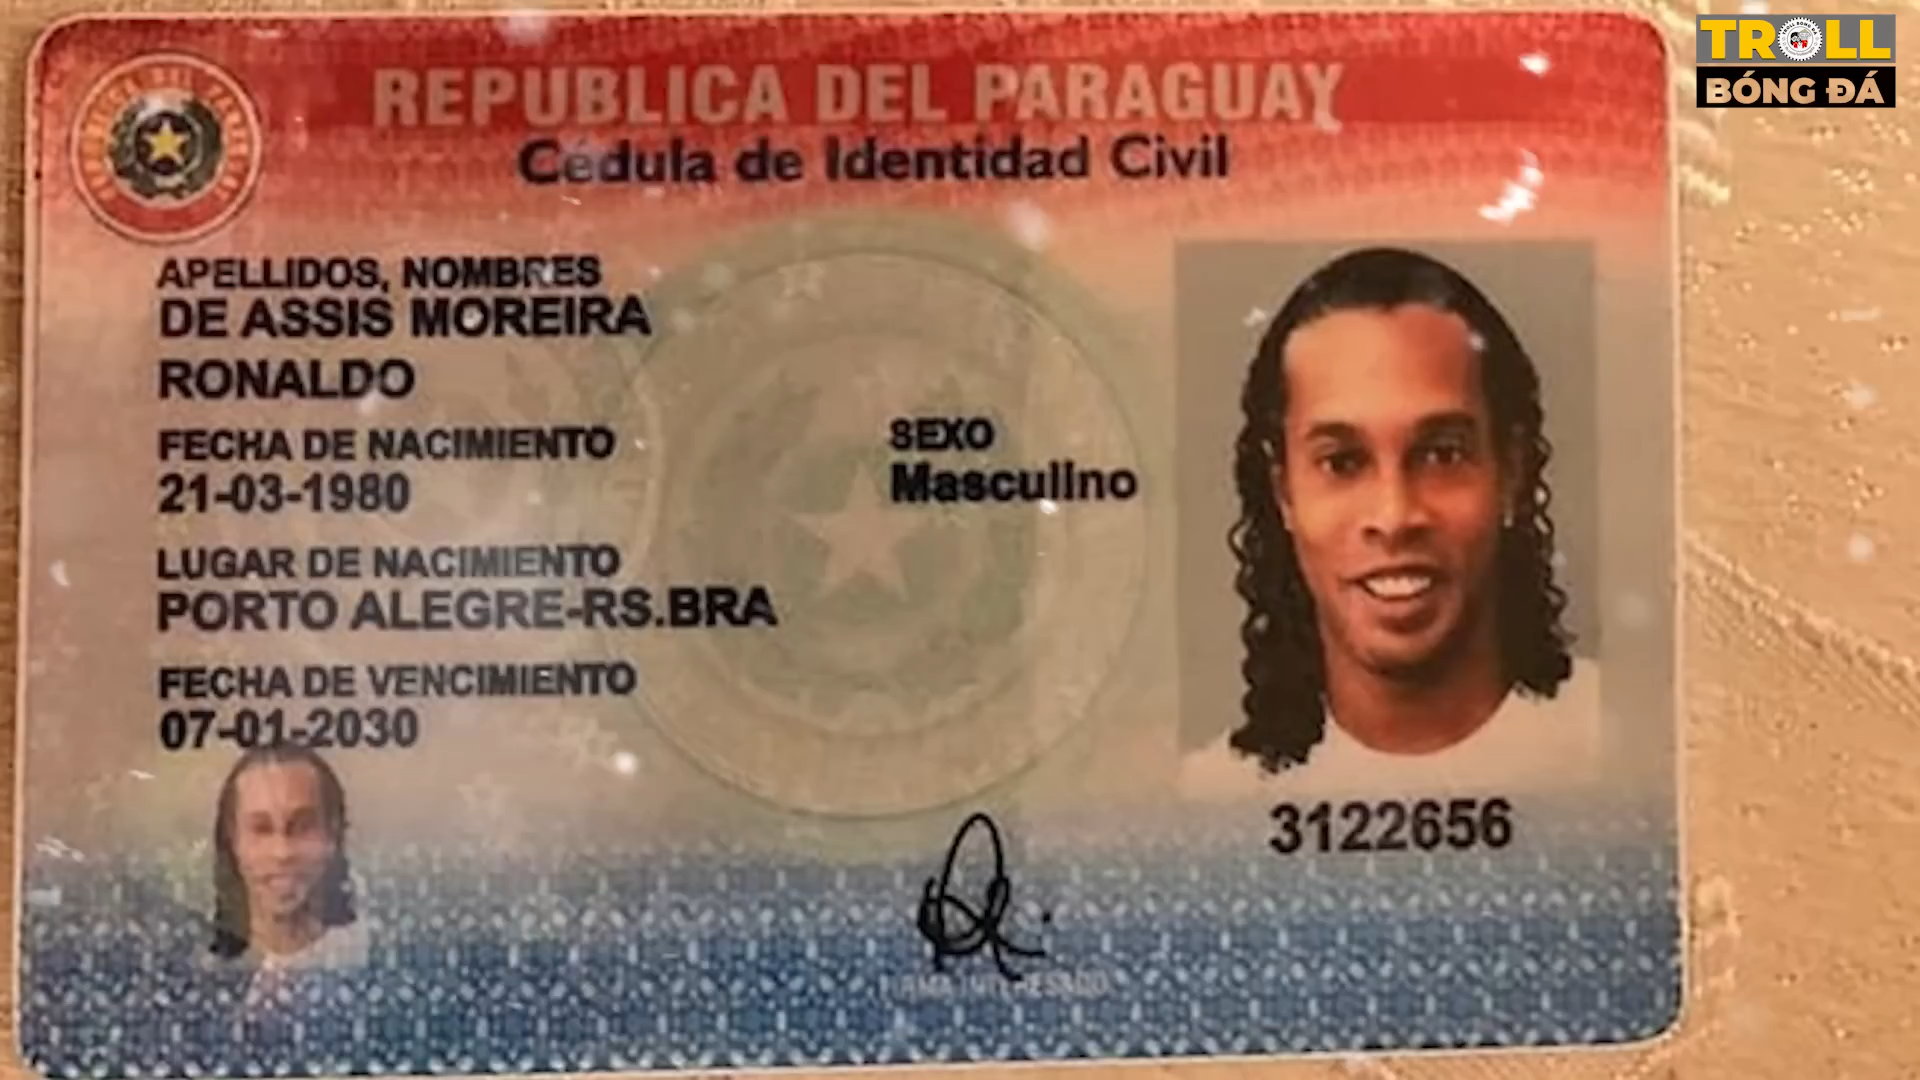 TROLL
BÓNG ĐÁ
REPUBLICA DEL PARAGUAY
Cédula de Identidad Civil
APELLIDOS, NOMBRES
DE ASSIS MOREIRA
RONALDO
FECHA DE NACIMIENTO
21-03-1980
SEXO
Masculino
LUGAR DE NACIMIENTO
PORTO ALEGRE-RS.BRA
FECHA DE VENCIMIENTO
07-01-2030
3122656